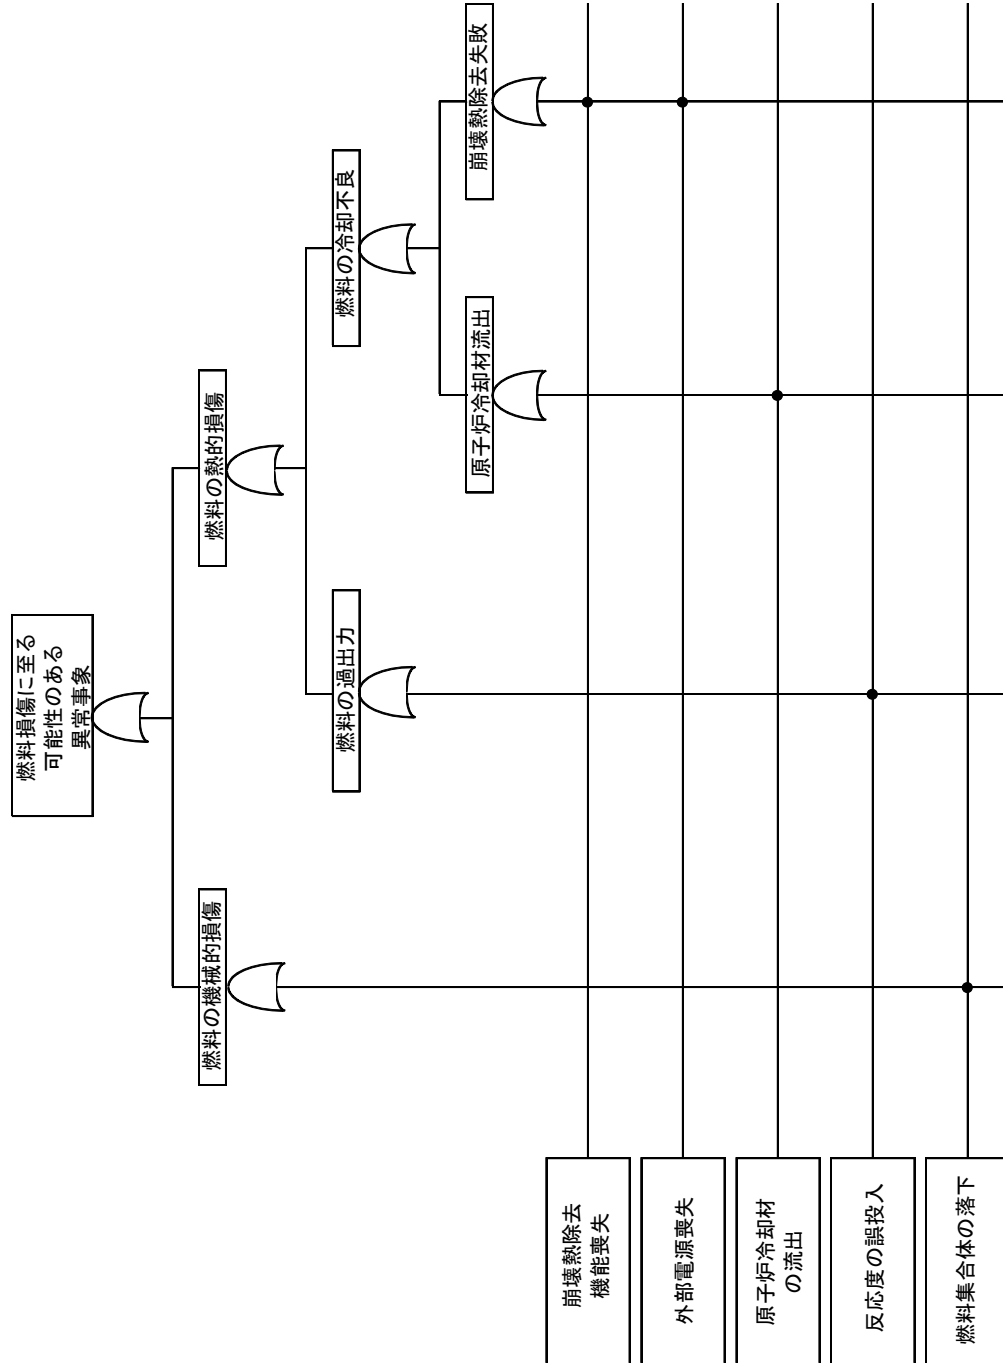 燃料損傷に至る
可能性のある
異常事象
燃料の機械的損傷
燃料の熱的損傷
燃料の過出力
燃料の冷却不良
原子炉冷却材流出
崩壊熱除去失敗
崩壊熱除去
機能喪失
外部電源喪失
原子炉冷却材
の流出
反応度の誤投入
燃料集合体の落下